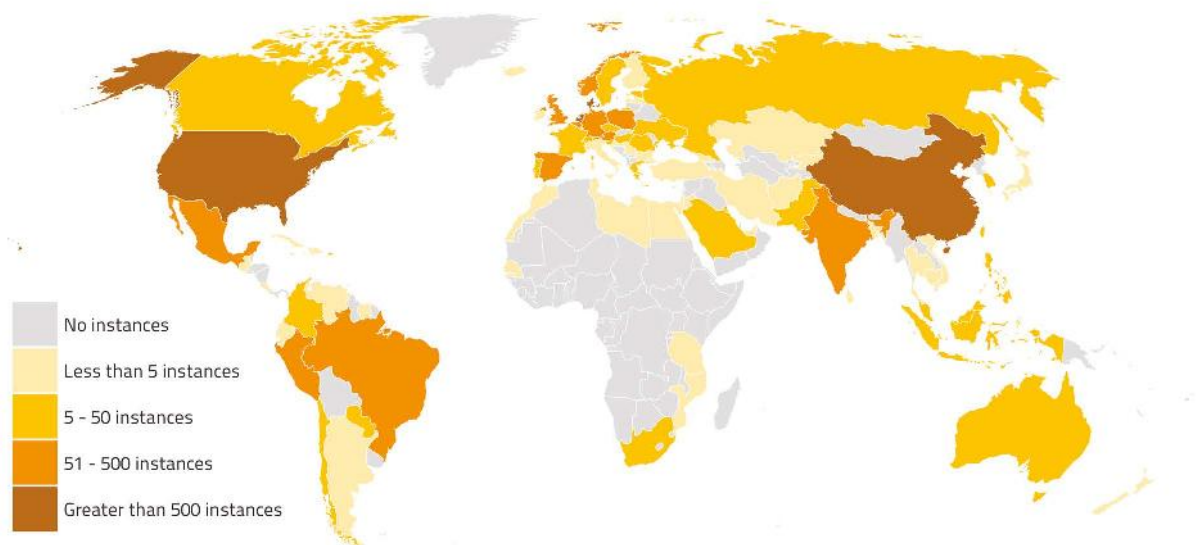 No instances
Less than 5 instances
5 - 50 instances
51 - 500 instances
Greater than 500 instances